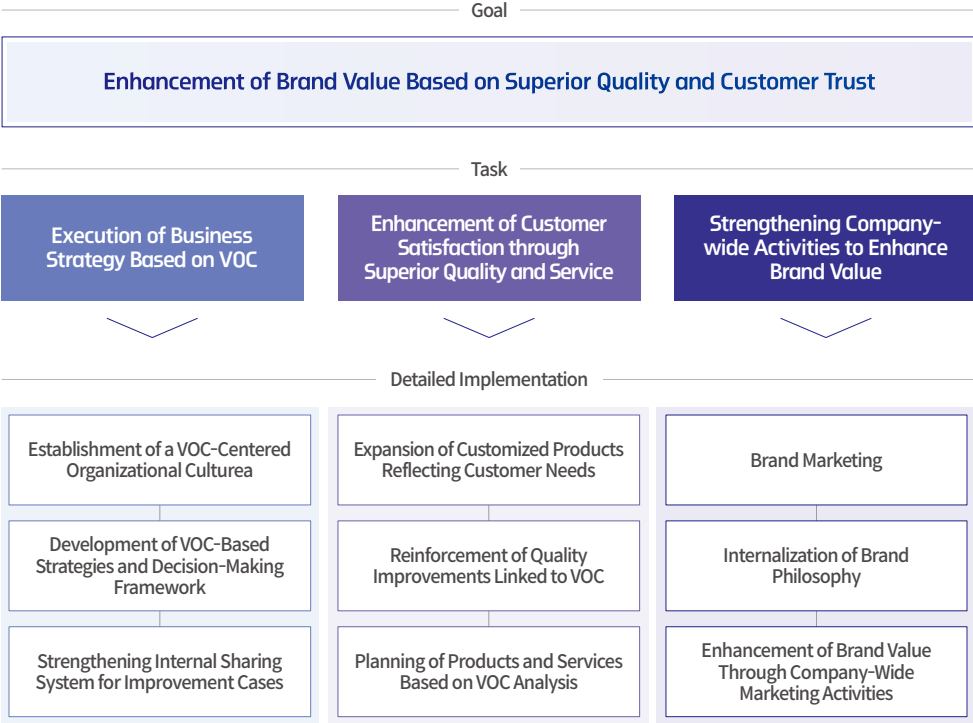 Goal
Enhancement of Brand Value Based on Superior Quality and Customer Trust
Task
Execution of Business
Strategy Based on VOC
Enhancement of Customer
Satisfaction through
Superior Quality and Service
Strengthening Company-
wide Activities to Enhance
Brand Value
Detailed Implementation
Establishment of a VOC-Centered
Organizational Culturea
Development of VOC-Based
Strategies and Decision-Making
Framework
Strengthening Internal Sharing
System for Improvement Cases
Expansion of Customized Products
Reflecting Customer Needs
Reinforcement of Quality
Improvements Linked to VOC
Planning of Products and Services
Based on VOC Analysis
Brand Marketing
Internalization of Brand
Philosophy
Enhancement of Brand Value
Through Company-Wide
Marketing Activities